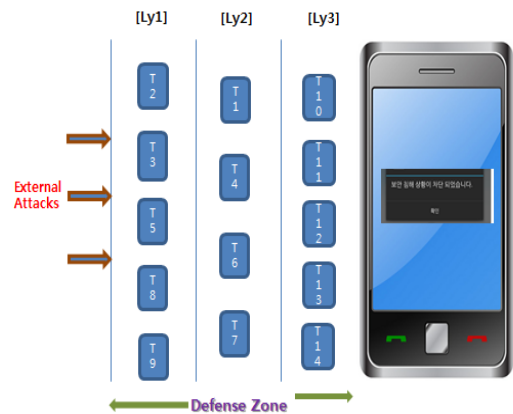 [Ly1] [Ly2] [Ly3]
T2
T3
T5
T8
T9
T1
T4
T6
T7
T10
T11
T12
T13
T14
External
Attacks
보안 침해 상황이 차단 되었습니다.
확인
Defense Zone